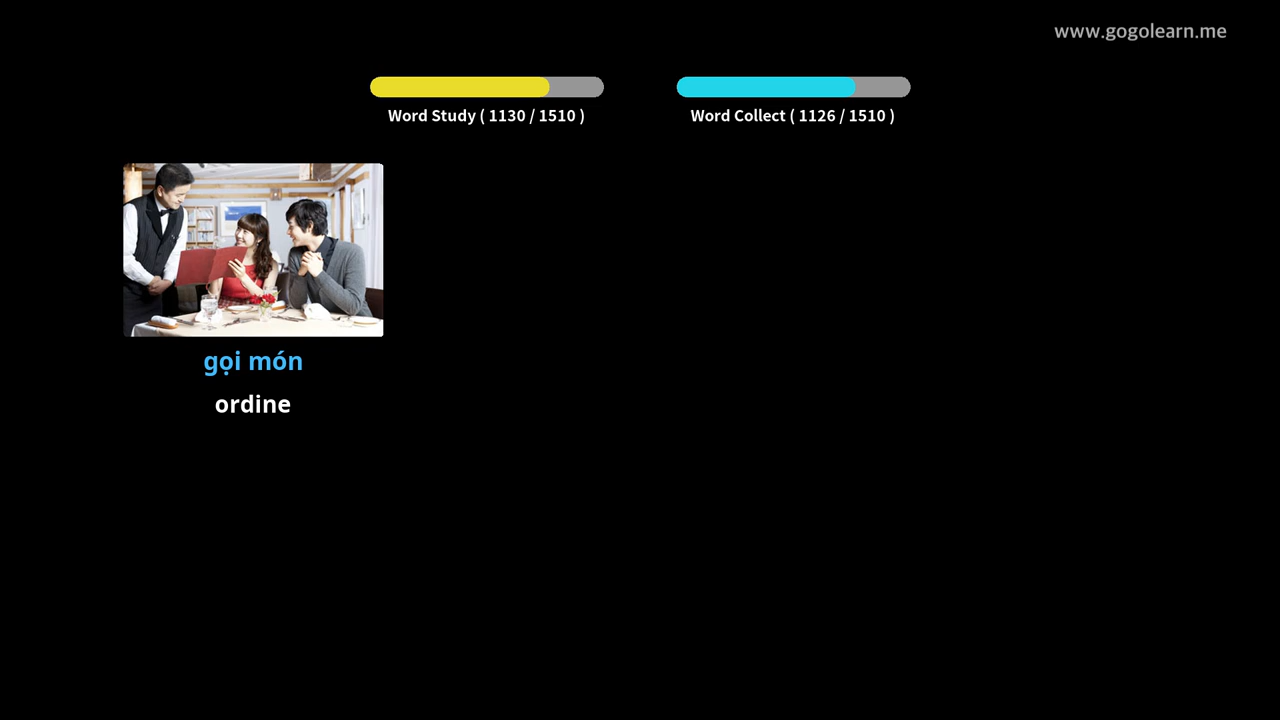 www.gogolearn.me
Word Study ( 1130 / 1510 )
Word Collect ( 1126 / 1510 )
gọi món
ordine